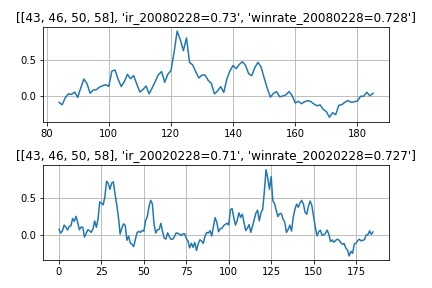 [[43, 46, 50, 58], 'ir_20080228=0.73', 'winrate_20080228=0.728']
0.5
0.0
80 100 120 140 160 180
[[43, 46, 50, 58], 'ir_20020228=0.71', 'winrate_20020228=0.727']
0.5
0.0
0 25 50 75 100 125 150 175